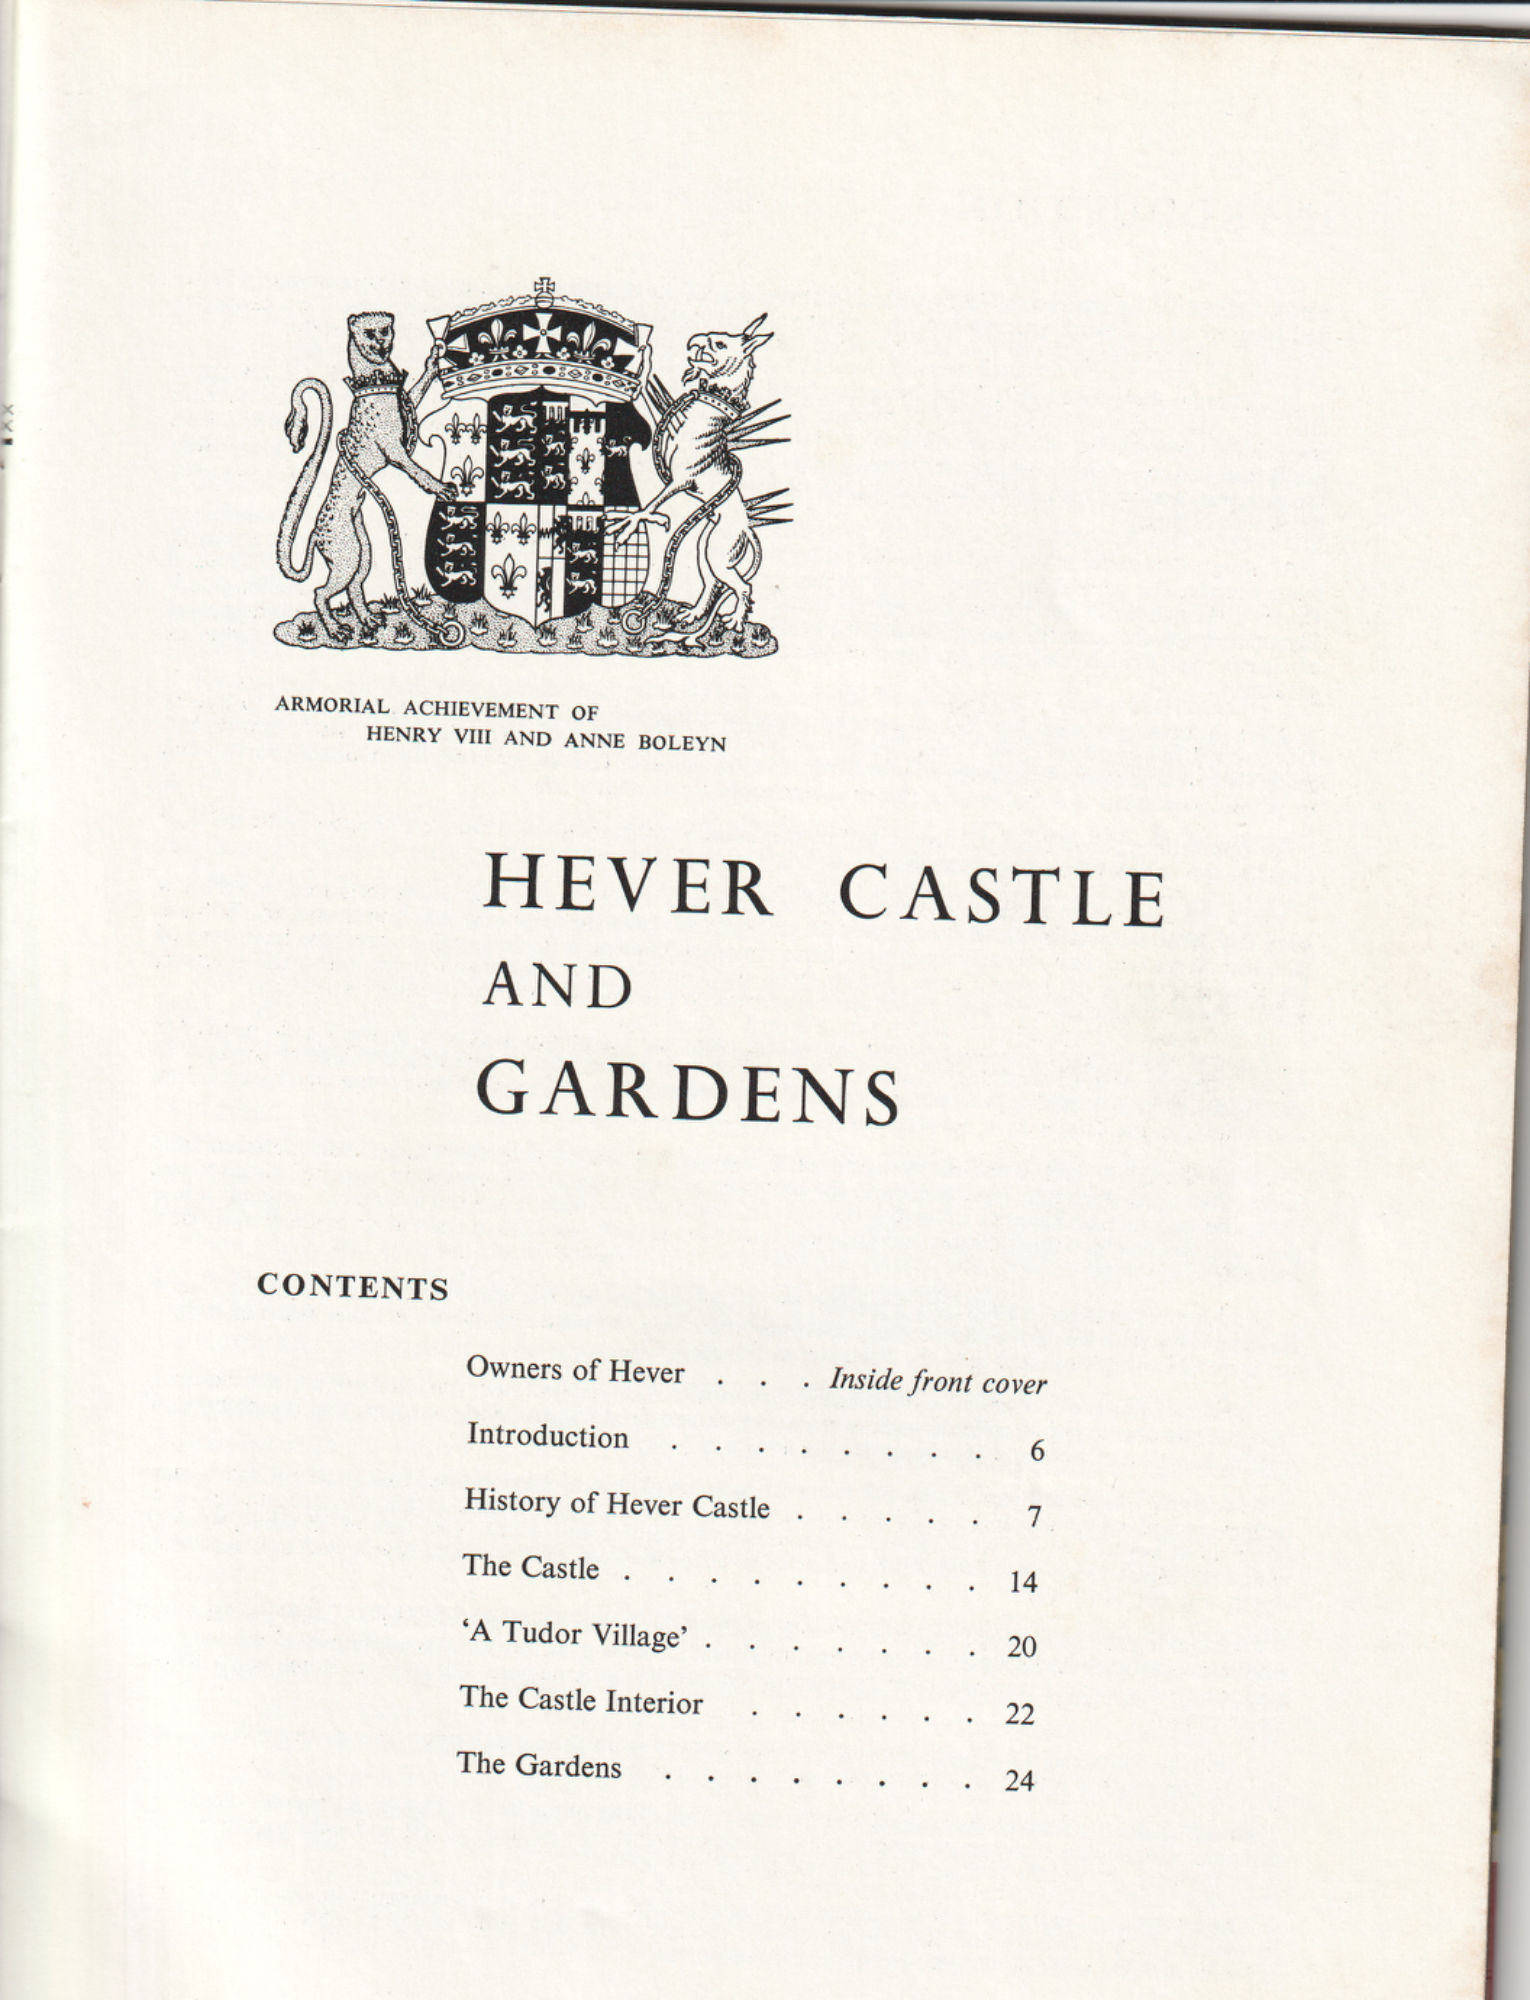 ARMORIAL ACHIEVEMENT OF
HENRY VIII AND ANNE BOLEYN
HEVER CASTLE
AND
GARDENS
CONTENTS
Owners of Hever . . . Inside front cover
Introduction . . . . . . . . 6
History of Hever Castle . . . . . 7
The Castle . . . . . . . . . 14
‘A Tudor Village’ . . . . . . . 20
The Castle Interior . . . . . . 22
The Gardens . . . . . . . . 24